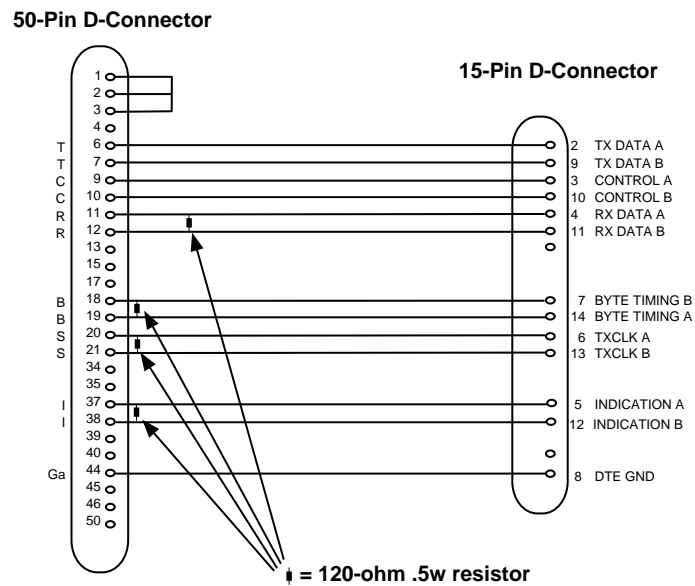 50-Pin D-Connector
15-Pin D-Connector
1
2
3
4
T 6 2 TX DATA A
T 7 9 TX DATA B
C 9 3 CONTROL A
C 10 10 CONTROL B
R 11 4 RX DATA A
R 12 11 RX DATA B
13
15
17
B 18 7 BYTE TIMING B
B 19 14 BYTE TIMING A
S 20 6 TXCLK A
S 21 13 TXCLK B
34
35
I 37 5 INDICATION A
I 38 12 INDICATION B
39
40
Ga 44 8 DTE GND
45
46
50
= 120-ohm .5w resistor